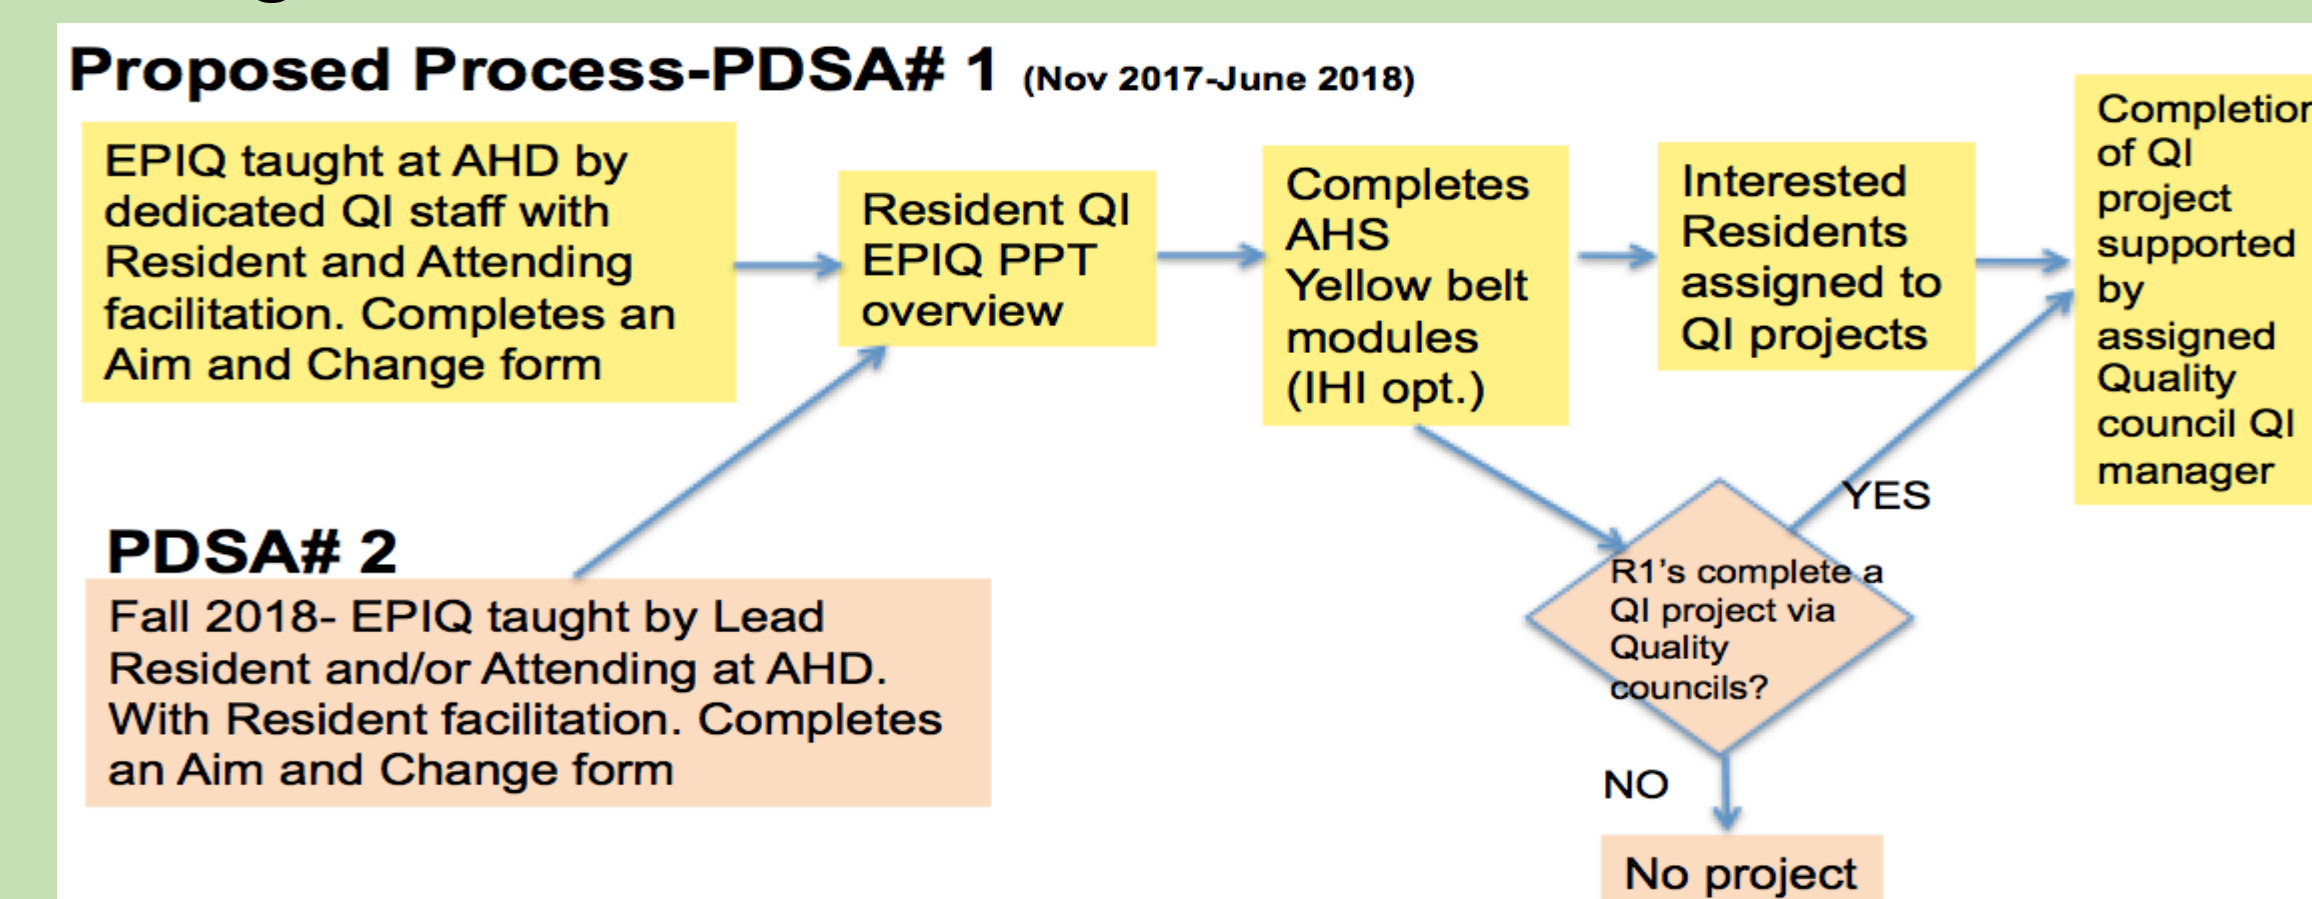 Proposed Process-PDSA# 1 (Nov 2017-June 2018)
EPIQ taught at AHD by
dedicated QI staff with
Resident and Attending
facilitation. Completes an
Aim and Change form
Resident QI
EPIQ PPT
overview
Completes
AHS
Yellow belt
modules
(IHI opt.)
Interested
Residents
assigned to
QI projects
Completion
of QI
project
supported
by
assigned
Quality
council QI
manager
PDSA# 2
Fall 2018- EPIQ taught by Lead
Resident and/or Attending at AHD.
With Resident facilitation. Completes
an Aim and Change form
R1's complete a
QI project via
Quality
councils?
YES
NO
No project